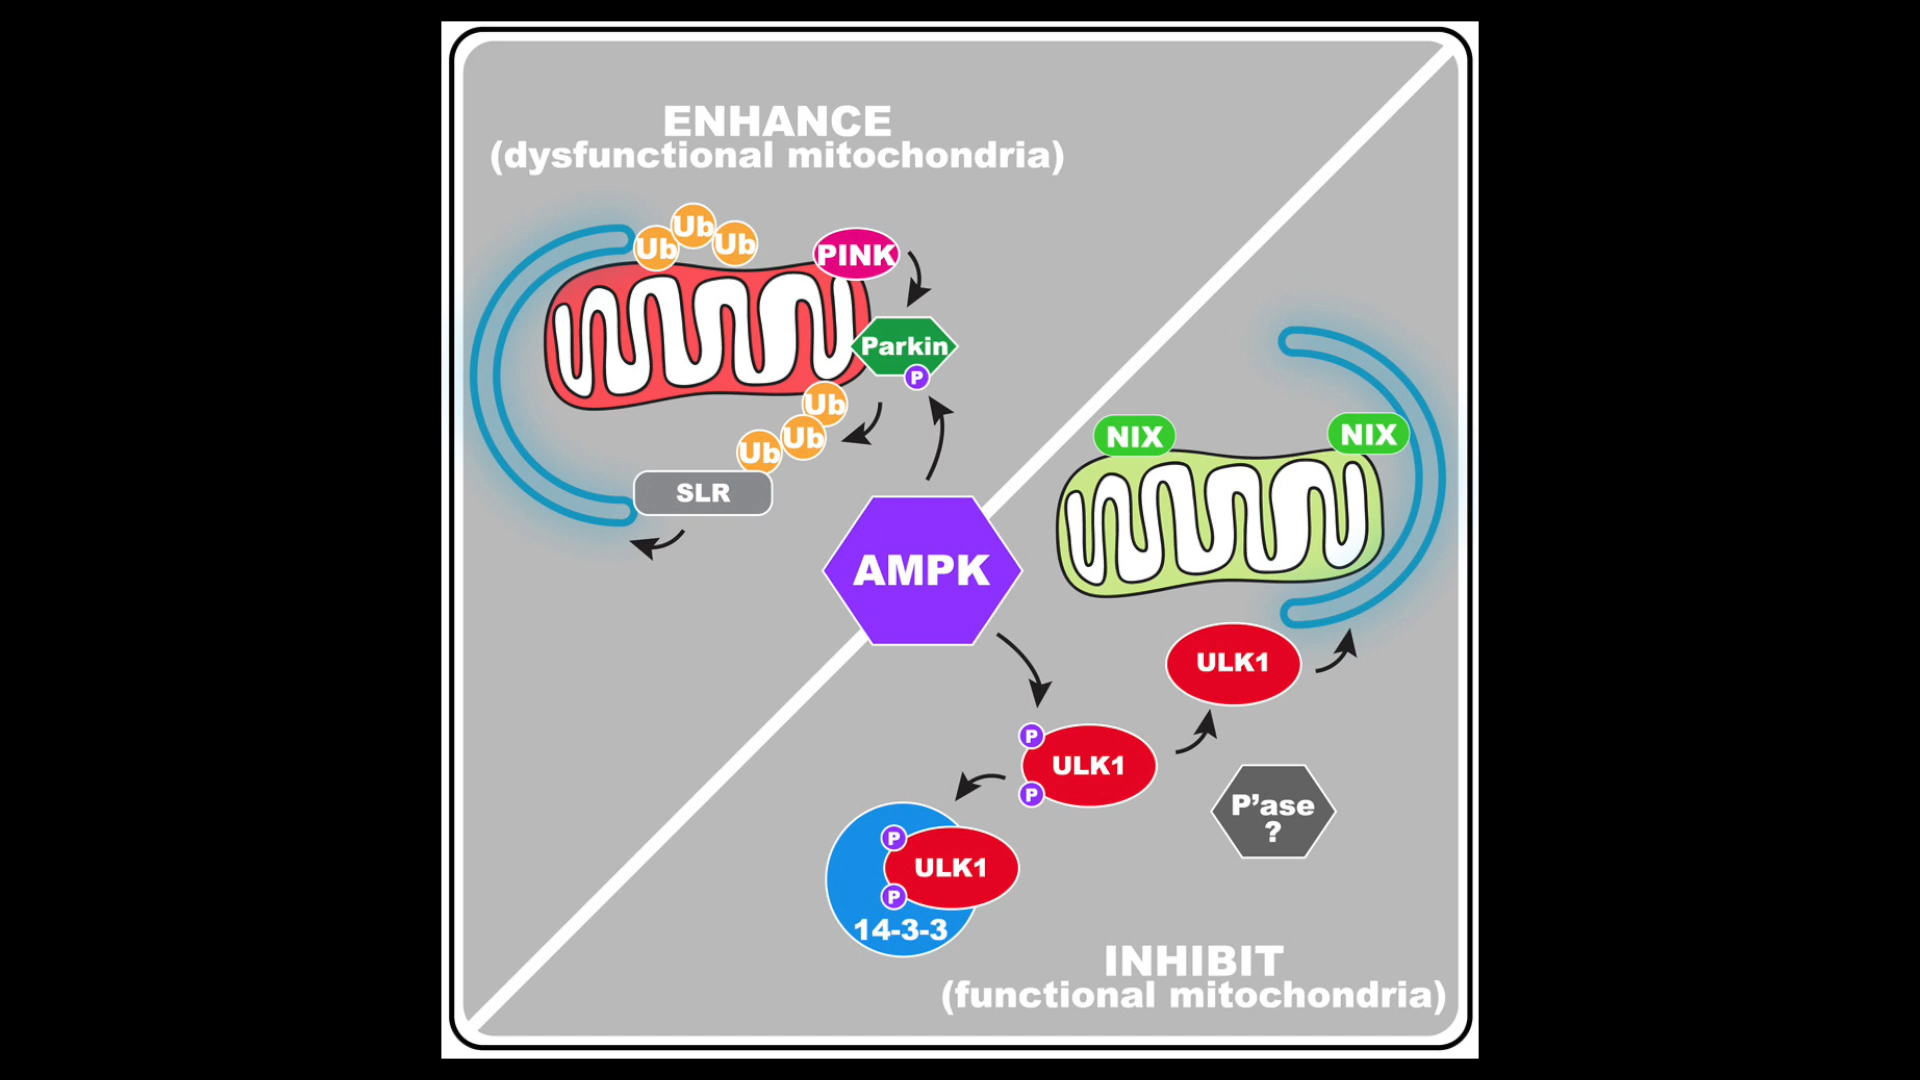 ENHANCE
(dysfunctional mitochondria)
Ub
Ub
Ub
PINK
Parkin
P
Ub
Ub
Ub
SLR
AMPK
NIX
NIX
ULK1
P
ULK1
P
P'ase
?
P
ULK1
P
14-3-3
INHIBIT
(functional mitochondria)